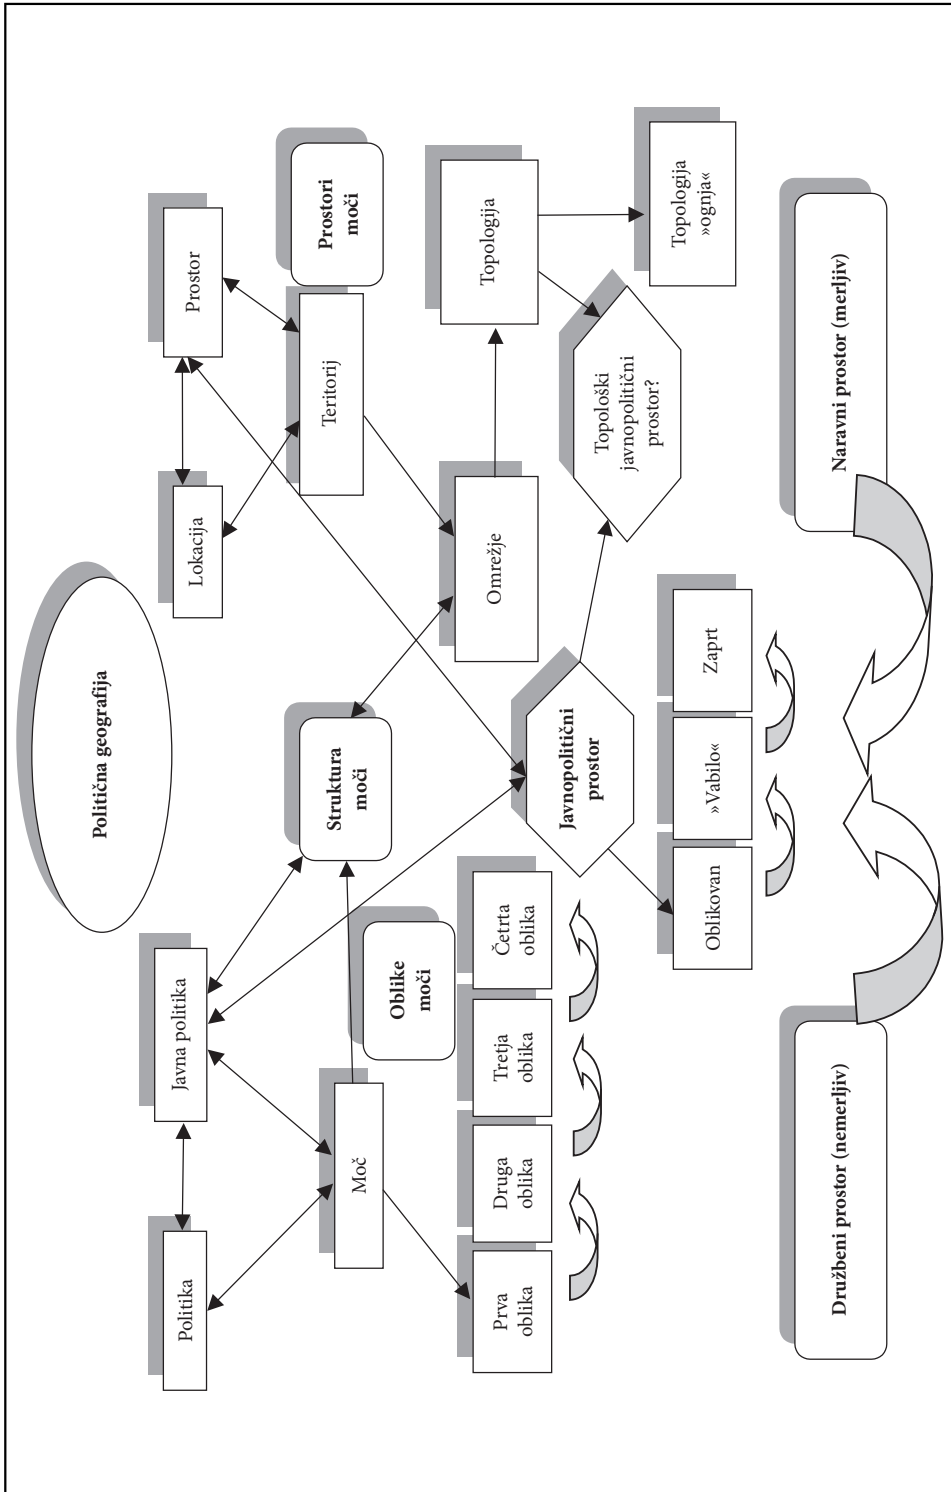 Politična geografija
Politika
Javna politika
Lokacija
Prostor
Moč
Oblike
moči
Struktura
moči
Teritorij
Prostori
moči
Prva
oblika
Druga
oblika
Tretja
oblika
Četrta
oblika
Javnopolitični
prostor
Omrežje
Topologija
Topološki
javnopolitični
prostor?
Topologija
»ognja«
Oblikovan
»Vabilo«
Zaprt
Družbeni prostor (nemerljiv)
Naravni prostor (merljiv)